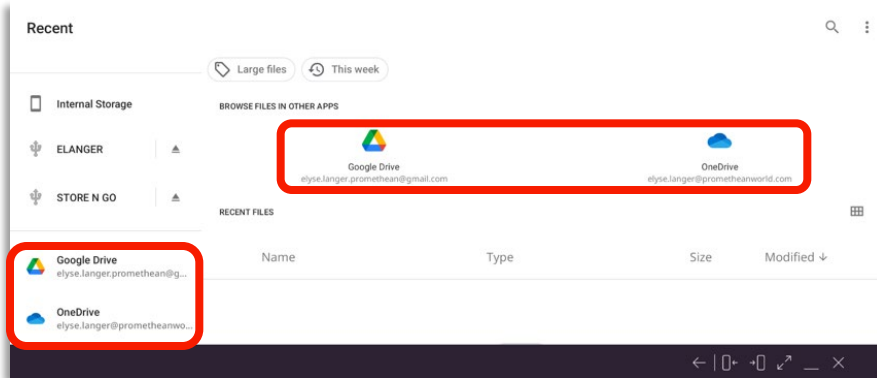 Recent
Large files
This week
Internal Storage
BROWSE FILES IN OTHER APPS
ELANGER
Google Drive
elyse.langer.promethean@gmail.com
OneDrive
elyse.langer@prometheanworld.com
STORE N GO
RECENT FILES
Name Type Size Modified
Google Drive
elyse.langer.promethean@g...
OneDrive
elyse.langer@prometheanwo...